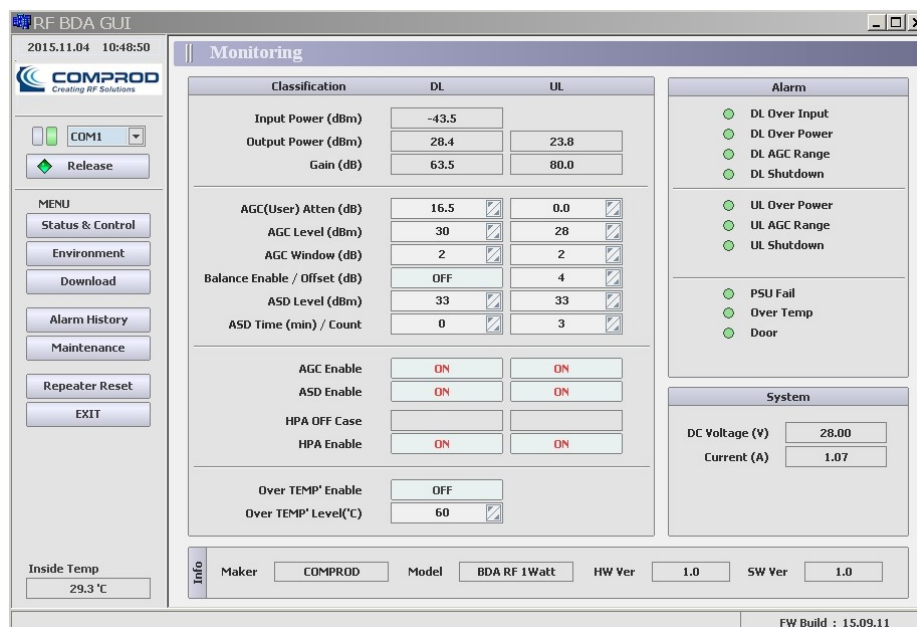 RF BDA GUI
2015.11.04 10:48:50
COMPROD
Creating RF Solutions
COM1
Release
MENU
Status & Control
Environment
Download
Alarm History
Maintenance
Repeater Reset
EXIT
Inside Temp
29.3 'C
Monitoring
Classification DL UL
Input Power (dBm) -43.5
Output Power (dBm) 28.4 23.8
Gain (dB) 63.5 80.0
AGC(User) Atten (dB) 16.5 0.0
AGC Level (dBm) 30 28
AGC Window (dB) 2 2
Balance Enable / Offset (dB) OFF 4
ASD Level (dBm) 33 33
ASD Time (min) / Count 0 3
AGC Enable ON ON
ASD Enable ON ON
HPA OFF Case
HPA Enable ON ON
Over TEMP' Enable OFF
Over TEMP' Level('C) 60
Alarm
DL Over Input
DL Over Power
DL AGC Range
DL Shutdown
UL Over Power
UL AGC Range
UL Shutdown
PSU Fail
Over Temp
Door
System
DC Voltage (V) 28.00
Current (A) 1.07
Info
Maker COMPROD Model BDA RF 1Watt HW Ver 1.0 SW Ver 1.0
FW Build : 15.09.11